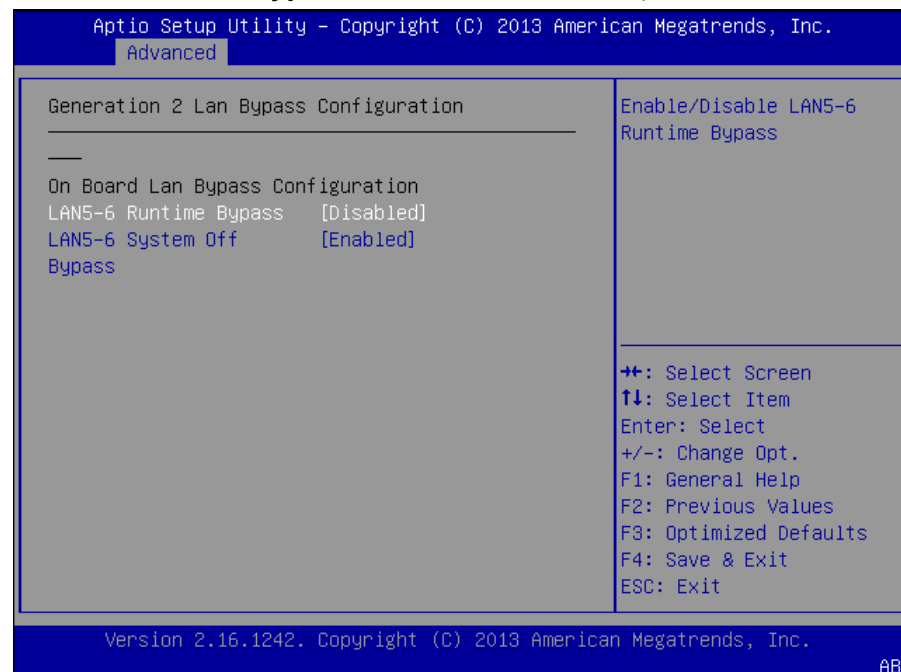 Aptio Setup Utility – Copyright (C) 2013 American Megatrends, Inc.
Advanced
Generation 2 Lan Bypass Configuration
On Board Lan Bypass Configuration
LAN5-6 Runtime Bypass [Disabled]
LAN5-6 System Off [Enabled]
Bypass
Enable/Disable LAN5-6
Runtime Bypass
→←: Select Screen
↑↓: Select Item
Enter: Select
+/-: Change Opt.
F1: General Help
F2: Previous Values
F3: Optimized Defaults
F4: Save & Exit
ESC: Exit
Version 2.16.1242. Copyright (C) 2013 American Megatrends, Inc.
AB